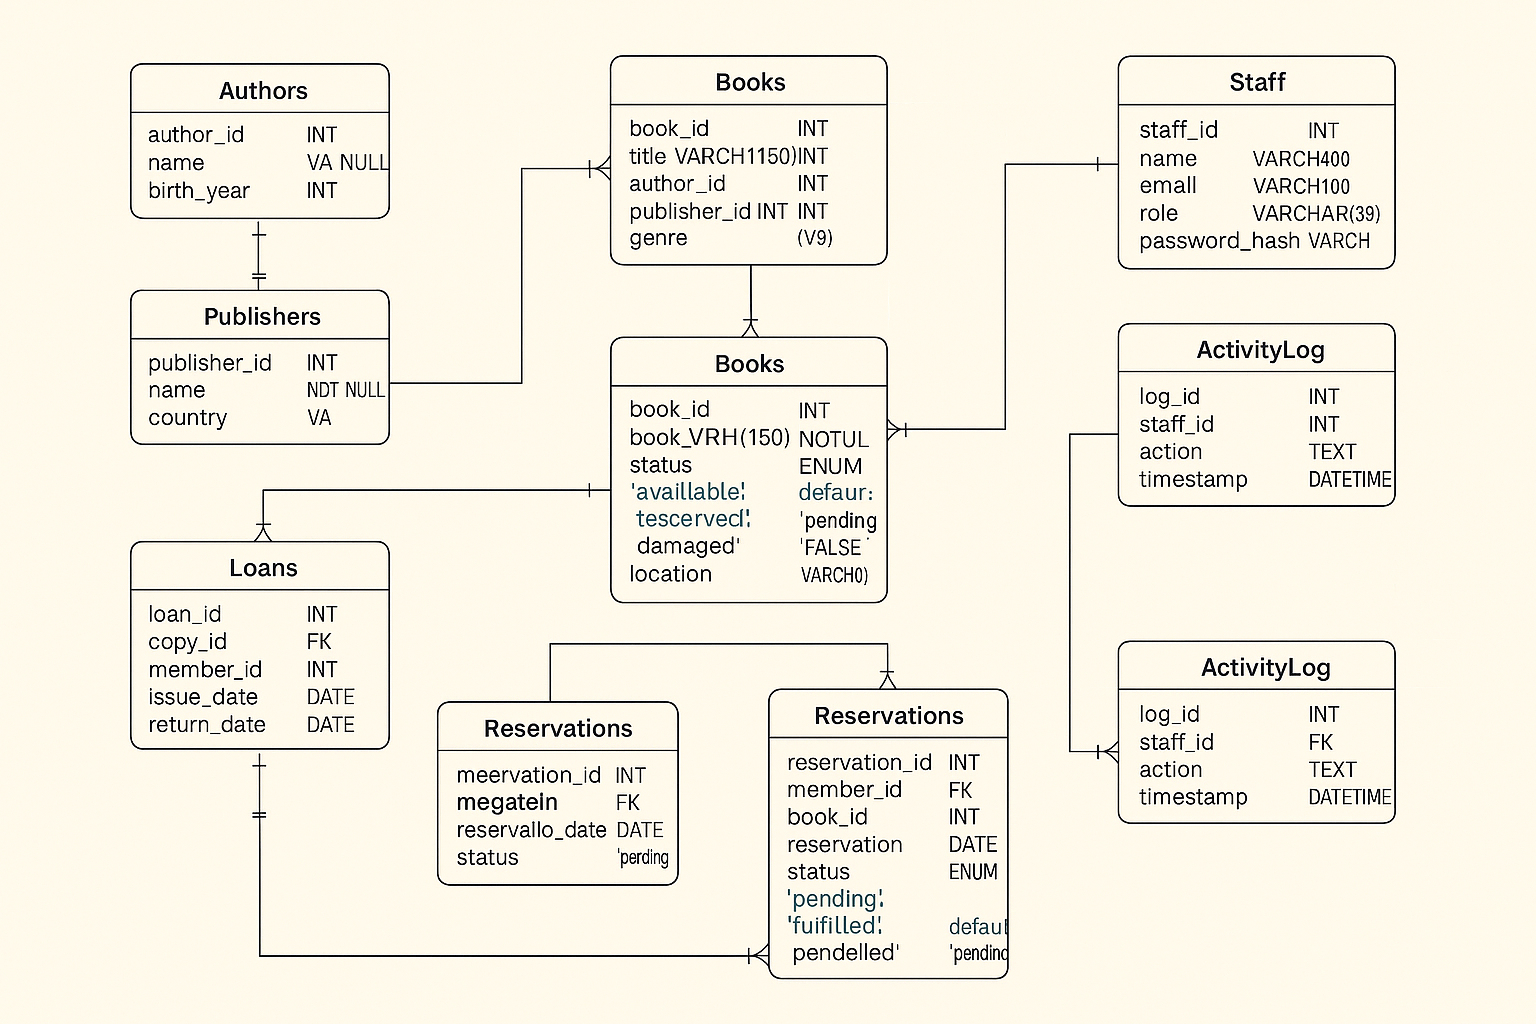 Authors
author_id INT
name VA NULL
birth_year INT
Publishers
publisher_id INT
name NDT NULL
country VA
Books
book_id INT
title VARCH1150) INT
author_id INT
publisher_id INT INT
genre (V9)
Books
book_id INT
book_VRH(150) NOTUL
status ENUM
'availlable' defaur:
tescerved' 'pending
damaged' 'FALSE '
location VARCH0)
Staff
staff_id INT
name VARCH400
emall VARCH100
role VARCHAR(39)
password_hash VARCH
ActivityLog
log_id INT
staff_id INT
action TEXT
timestamp DATETIME
Loans
loan_id INT
copy_id FK
member_id INT
issue_date DATE
return_date DATE
Reservations
meervation_id INT
megatein FK
reservallo_date DATE
status 'perding
Reservations
reservation_id INT
member_id FK
book_id INT
reservation DATE
status ENUM
'pending'.
'fuifilled'. defaut
pendelled' 'pending
ActivityLog
log_id INT
staff_id FK
action TEXT
timestamp DATETIME